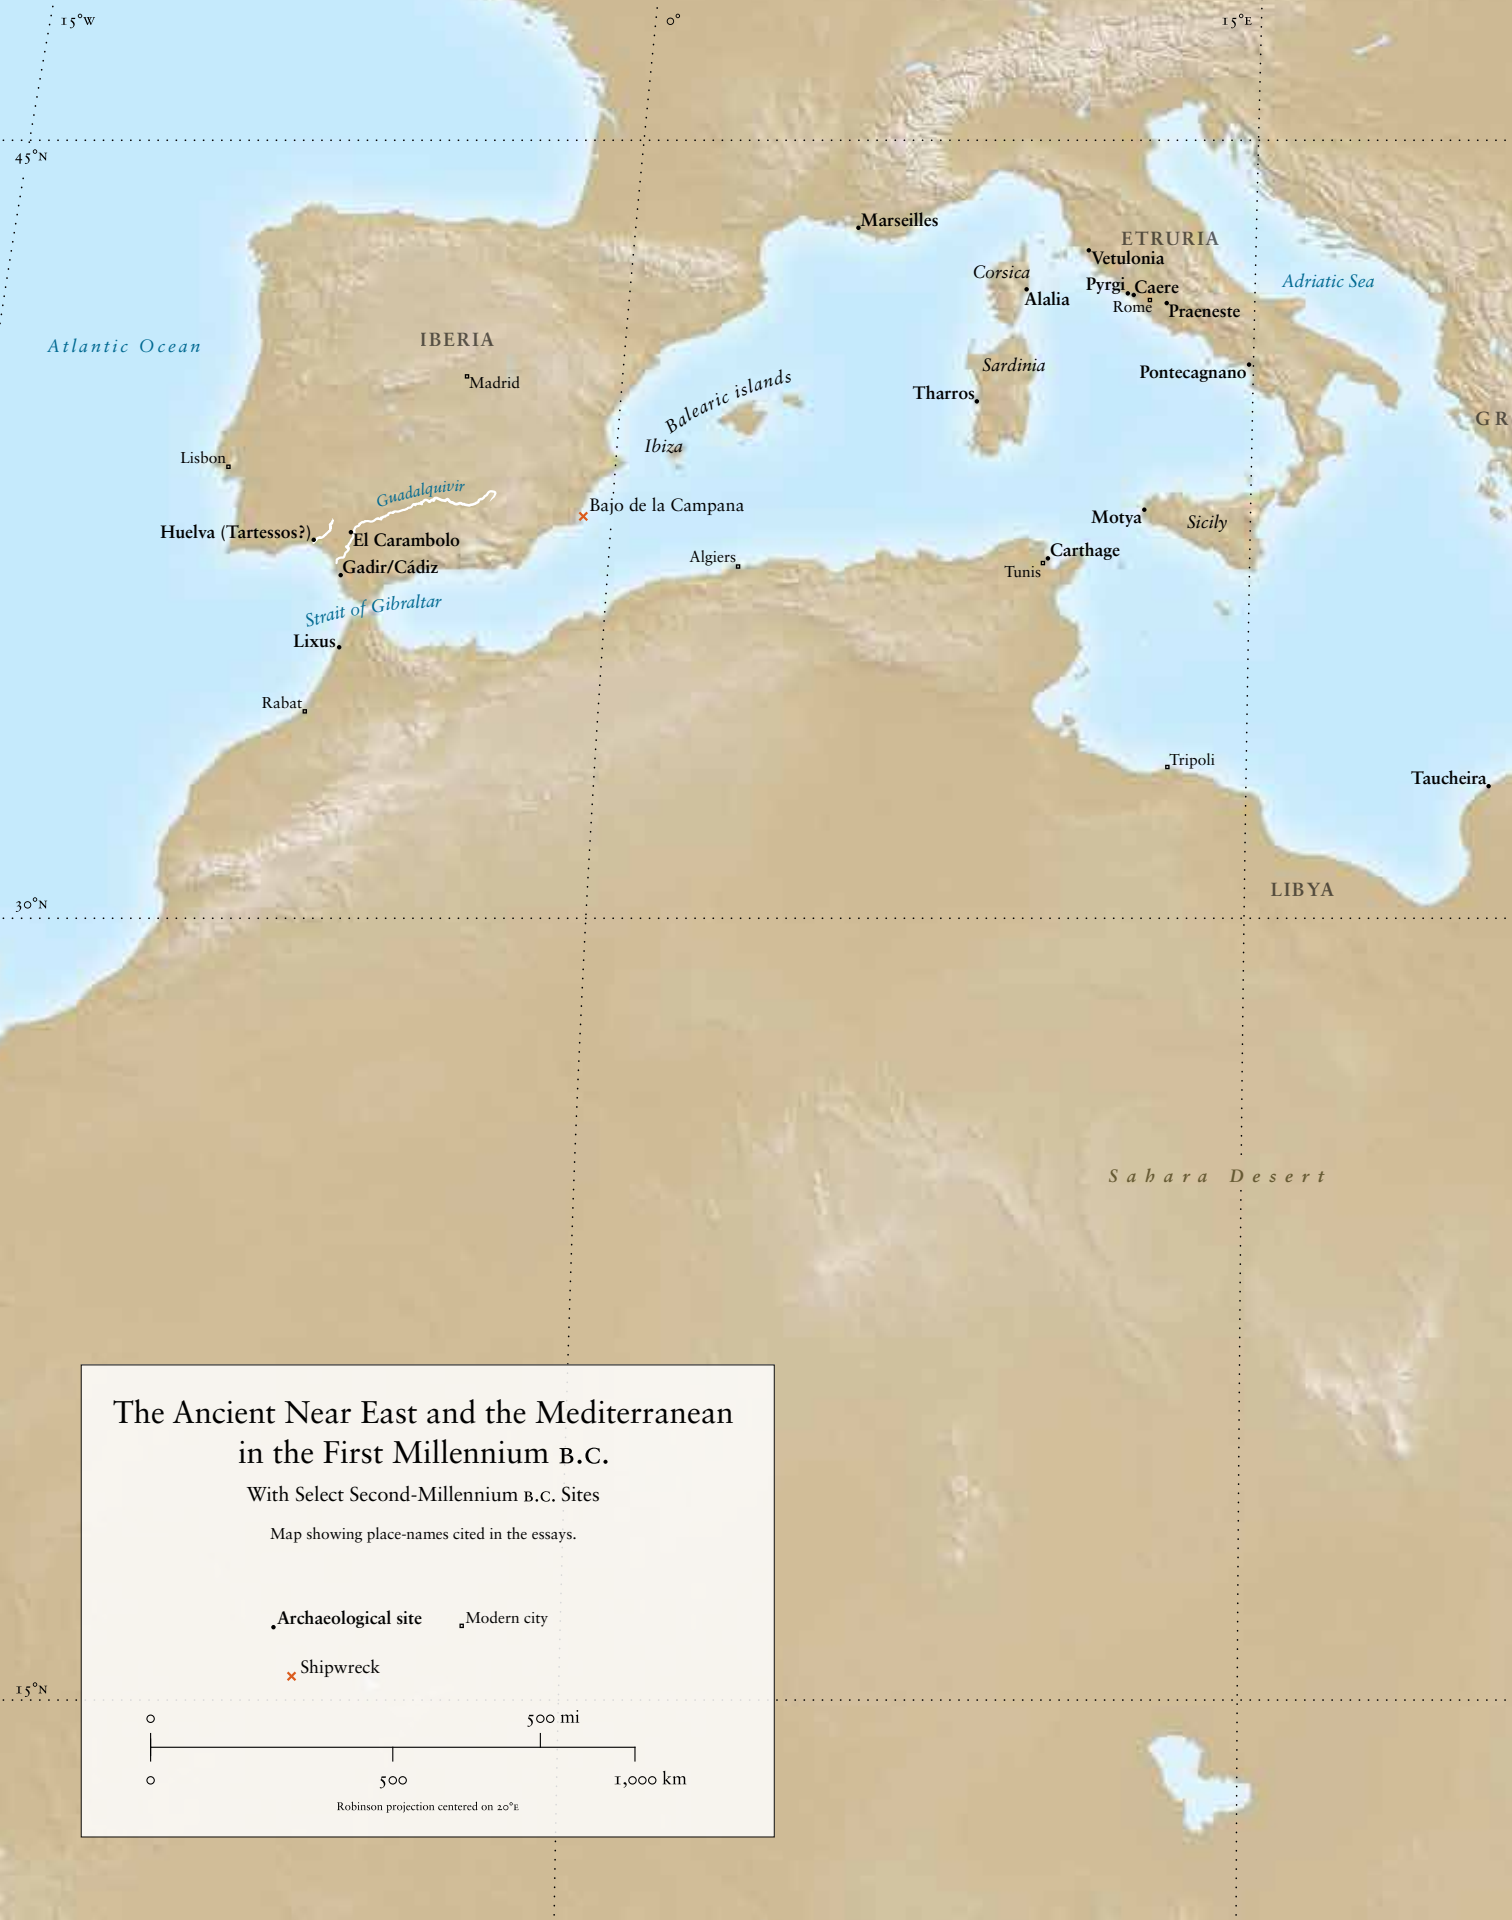 15°W
0°
15°E
45°N
Marseilles
ETRURIA
Vetulonia
Corsica
Adriatic Sea
Pyrgi
Caere
Alalia
Rome
Praeneste
IBERIA
Atlantic Ocean
Sardinia
Pontecagnano
Madrid
Balearic islands
Tharros
GR
Ibiza
Lisbon
Guadalquivir
Bajo de la Campana
Motya
Sicily
Huelva (Tartessos?)
El Carambolo
Carthage
Algiers
Gadir/Cádiz
Tunis
Strait of Gibraltar
Lixus
Rabat
Tripoli
Taucheira
LIBYA
30°N
Sahara Desert
The Ancient Near East and the Mediterranean
in the First Millennium B.C.
With Select Second-Millennium B.C. Sites
Map showing place-names cited in the essays.
Archaeological site
Modern city
Shipwreck
15°N
0
500 mi
0
500
1,000 km
Robinson projection centered on 20°E